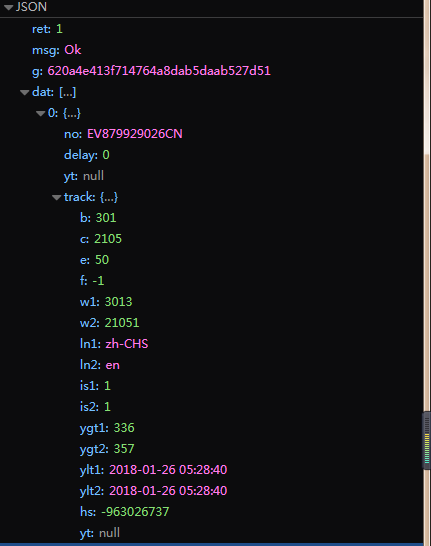 JSON
ret: 1
msg: Ok
g: 620a4e413f714764a8dab5daab527d51
dat: [...]
0: {...}
no: EV879929026CN
delay: 0
yt: null
track: {...}
b: 301
c: 2105
e: 50
f: -1
w1: 3013
w2: 21051
ln1: zh-CHS
ln2: en
is1: 1
is2: 1
ygt1: 336
ygt2: 357
ylt1: 2018-01-26 05:28:40
ylt2: 2018-01-26 05:28:40
hs: -963026737
yt: null